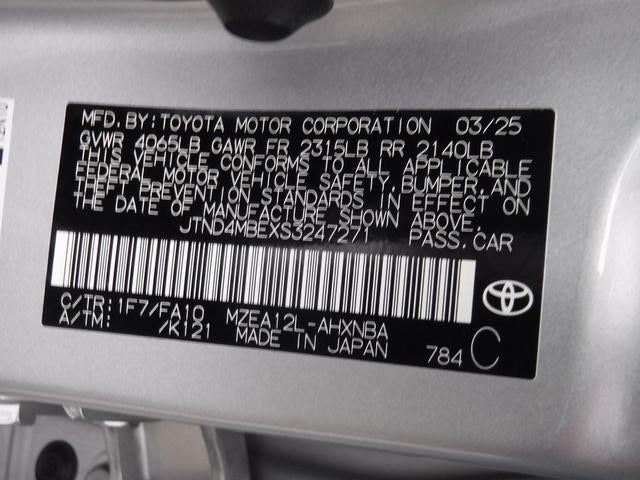 MFD. BY: TOYOTA MOTOR CORPORATION 03/25
GVWR 4065LB GAWR FR 2315LB RR 2140LB
THIS VEHICLE CONFORMS TO ALL APPLICABLE
FEDERAL MOTOR VEHICLE SAFETY, BUMPER, AND
THEFT PREVENTION STANDARDS IN EFFECT ON
THE DATE OF MANUFACTURE SHOWN ABOVE.
JTND4MBEXS3247271 PASS. CAR
C/TR: 1F7/FA10 MZEA12L-AHXNBA
A/TM: /K121 MADE IN JAPAN 784 C